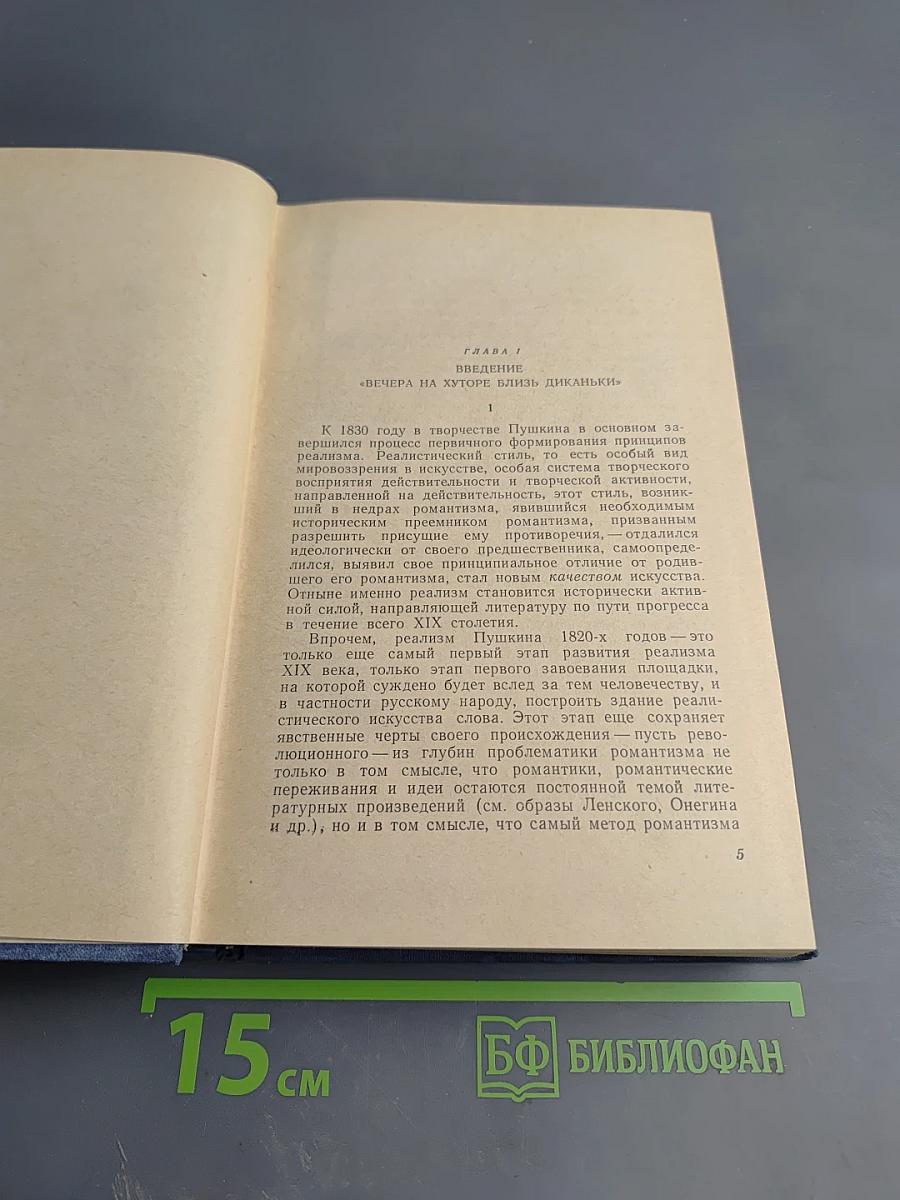 ГЛАВА I
ВВЕДЕНИЕ
«ВЕЧЕРА НА ХУТОРЕ БЛИЗЬ ДИКАНЬКИ»
1
К 1830 году в творчестве Пушкина в основном за-
вершился процесс первичного формирования принципов
реализма. Реалистический стиль, то есть особый вид
мировоззрения в искусстве, особая система творческого
восприятия действительности и творческой активности,
направленной на действительность, этот стиль, возник-
ший в недрах романтизма, явившийся необходимым
историческим преемником романтизма, призванным
разрешить присущие ему противоречия, — отдалился
идеологически от своего предшественника, самоопреде-
лился, выявил свое принципиальное отличие от родив-
шего его романтизма, стал новым качеством искусства.
Отныне именно реализм становится исторически актив-
ной силой, направляющей литературу по пути прогресса
в течение всего XIX столетия.
Впрочем, реализм Пушкина 1820-х годов — это
только еще самый первый этап развития реализма
XIX века, только этап первого завоевания площадки,
на которой суждено будет вслед за тем человечеству, и
в частности русскому народу, построить здание реали-
стического искусства слова. Этот этап еще сохраняет
явственные черты своего происхождения — пусть рево-
люционного — из глубин проблематики романтизма не
только в том смысле, что романтики, романтические
переживания и идеи остаются постоянной темой лите-
ратурных произведений (см. образы Ленского, Онегина
и др.), но и в том смысле, что самый метод романтизма
5
15 см
БФ БИБЛИОФАН